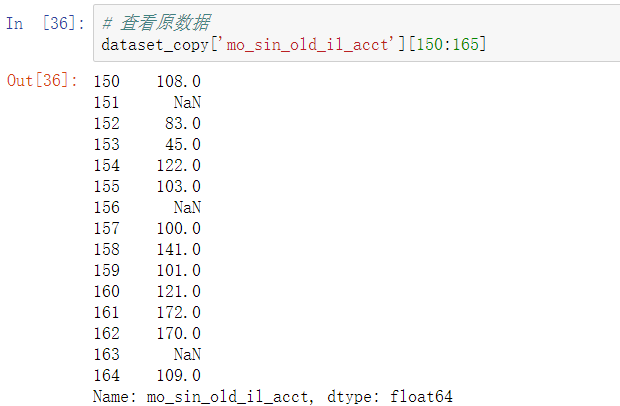 In [36]: # 查看原数据
dataset_copy['mo_sin_old_il_acct'][150:165]
Out[36]: 150 108.0
151 NaN
152 83.0
153 45.0
154 122.0
155 103.0
156 NaN
157 100.0
158 141.0
159 101.0
160 121.0
161 172.0
162 170.0
163 NaN
164 109.0
Name: mo_sin_old_il_acct, dtype: float64